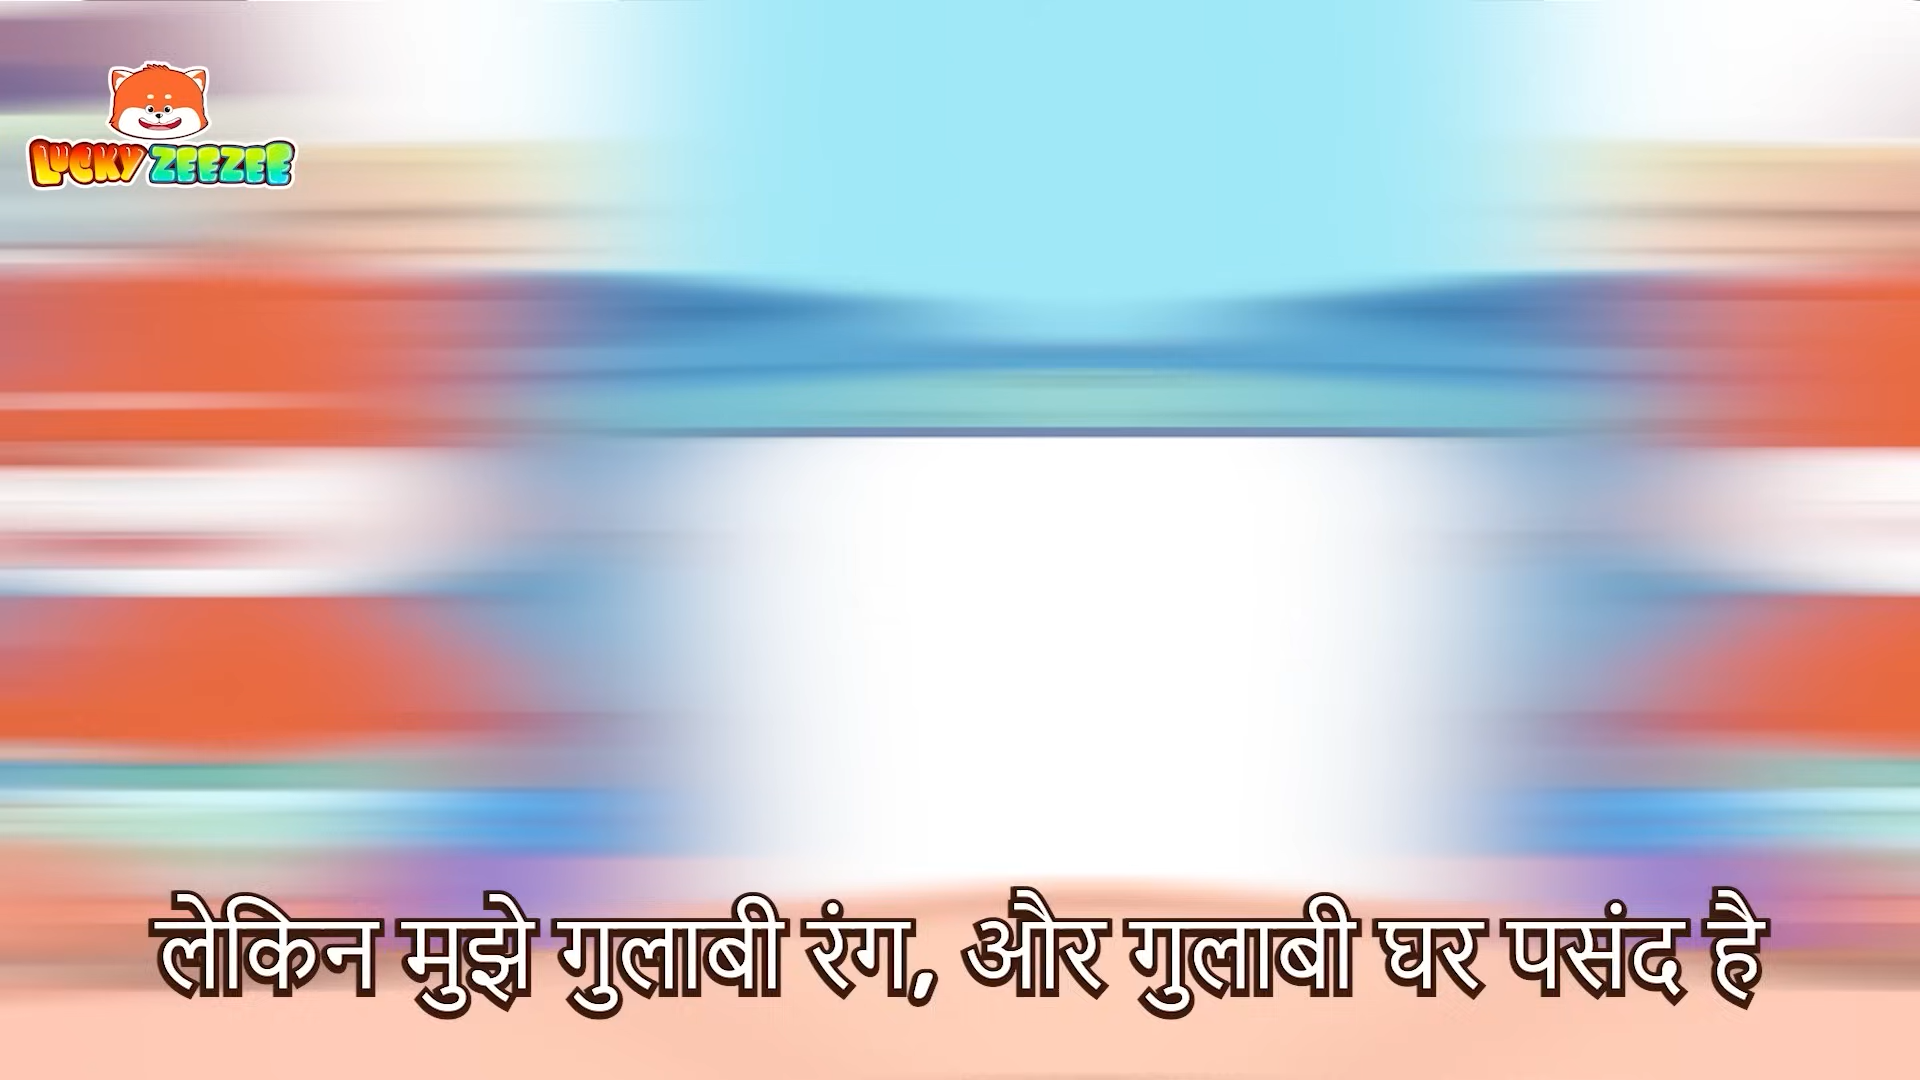 LUCKY ZEEZEE
लेकिन मुझे गुलाबी रंग, और गुलाबी घर पसंद है